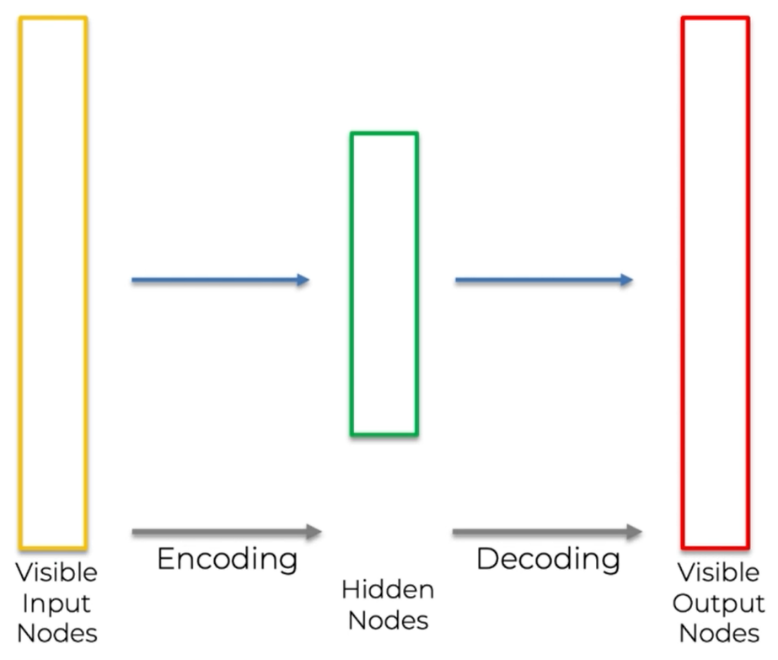 Encoding
Decoding
Visible
Input
Nodes
Hidden
Nodes
Visible
Output
Nodes